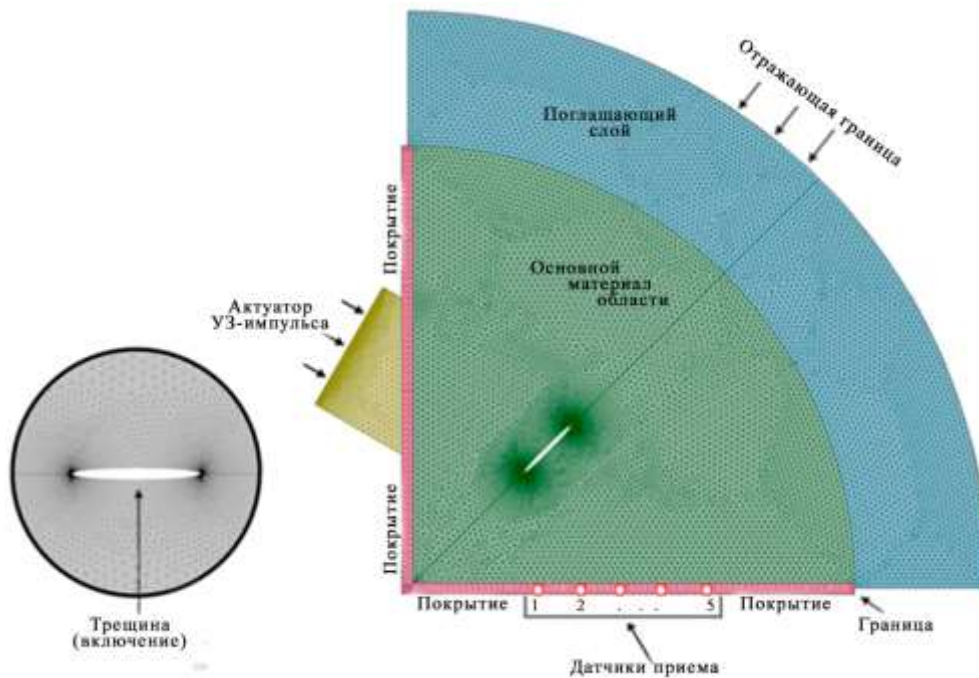 Отражающая граница
Поглащающий
слой
Покрытие
Основной
материал
области
Актуатор
УЗ-импульса
Покрытие
Покрытие
1 2 . . . 5
Покрытие
Трещина
(включение)
Граница
Датчики приема